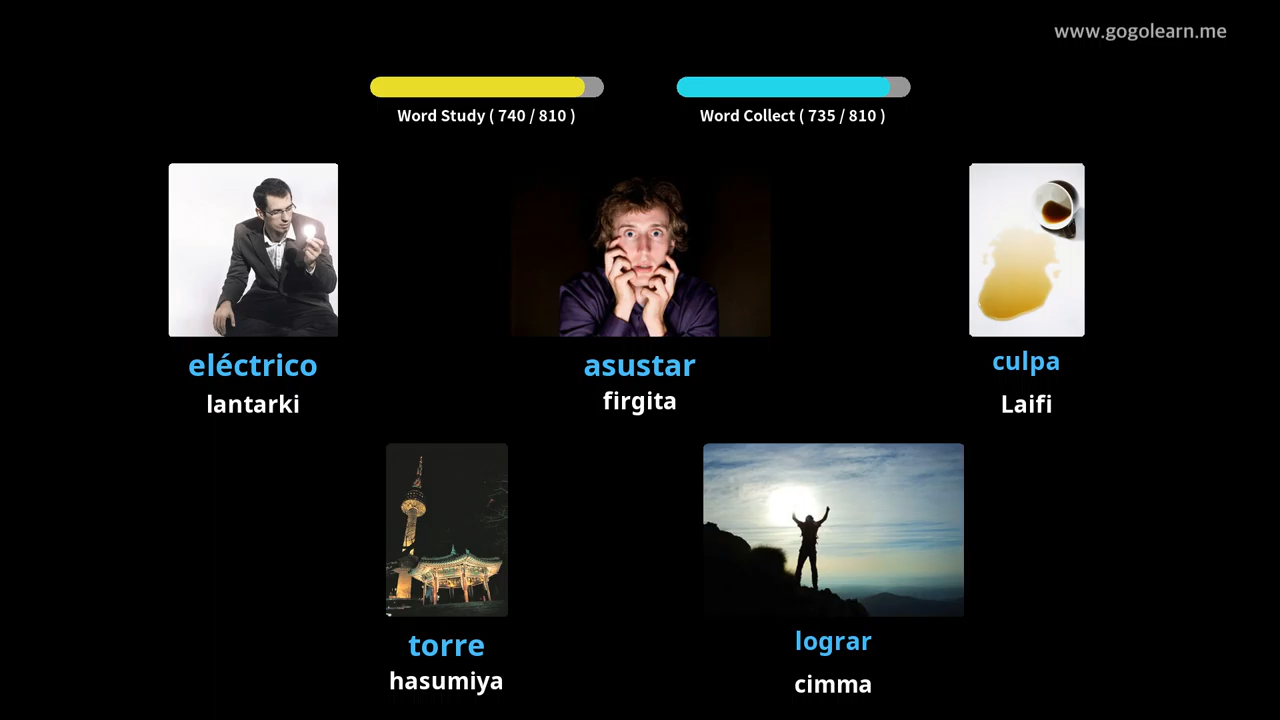 www.gogolearn.me
Word Study ( 740 / 810 )
Word Collect ( 735 / 810 )
eléctrico
lantarki
asustar
firgita
culpa
Laifi
torre
hasumiya
lograr
cimma